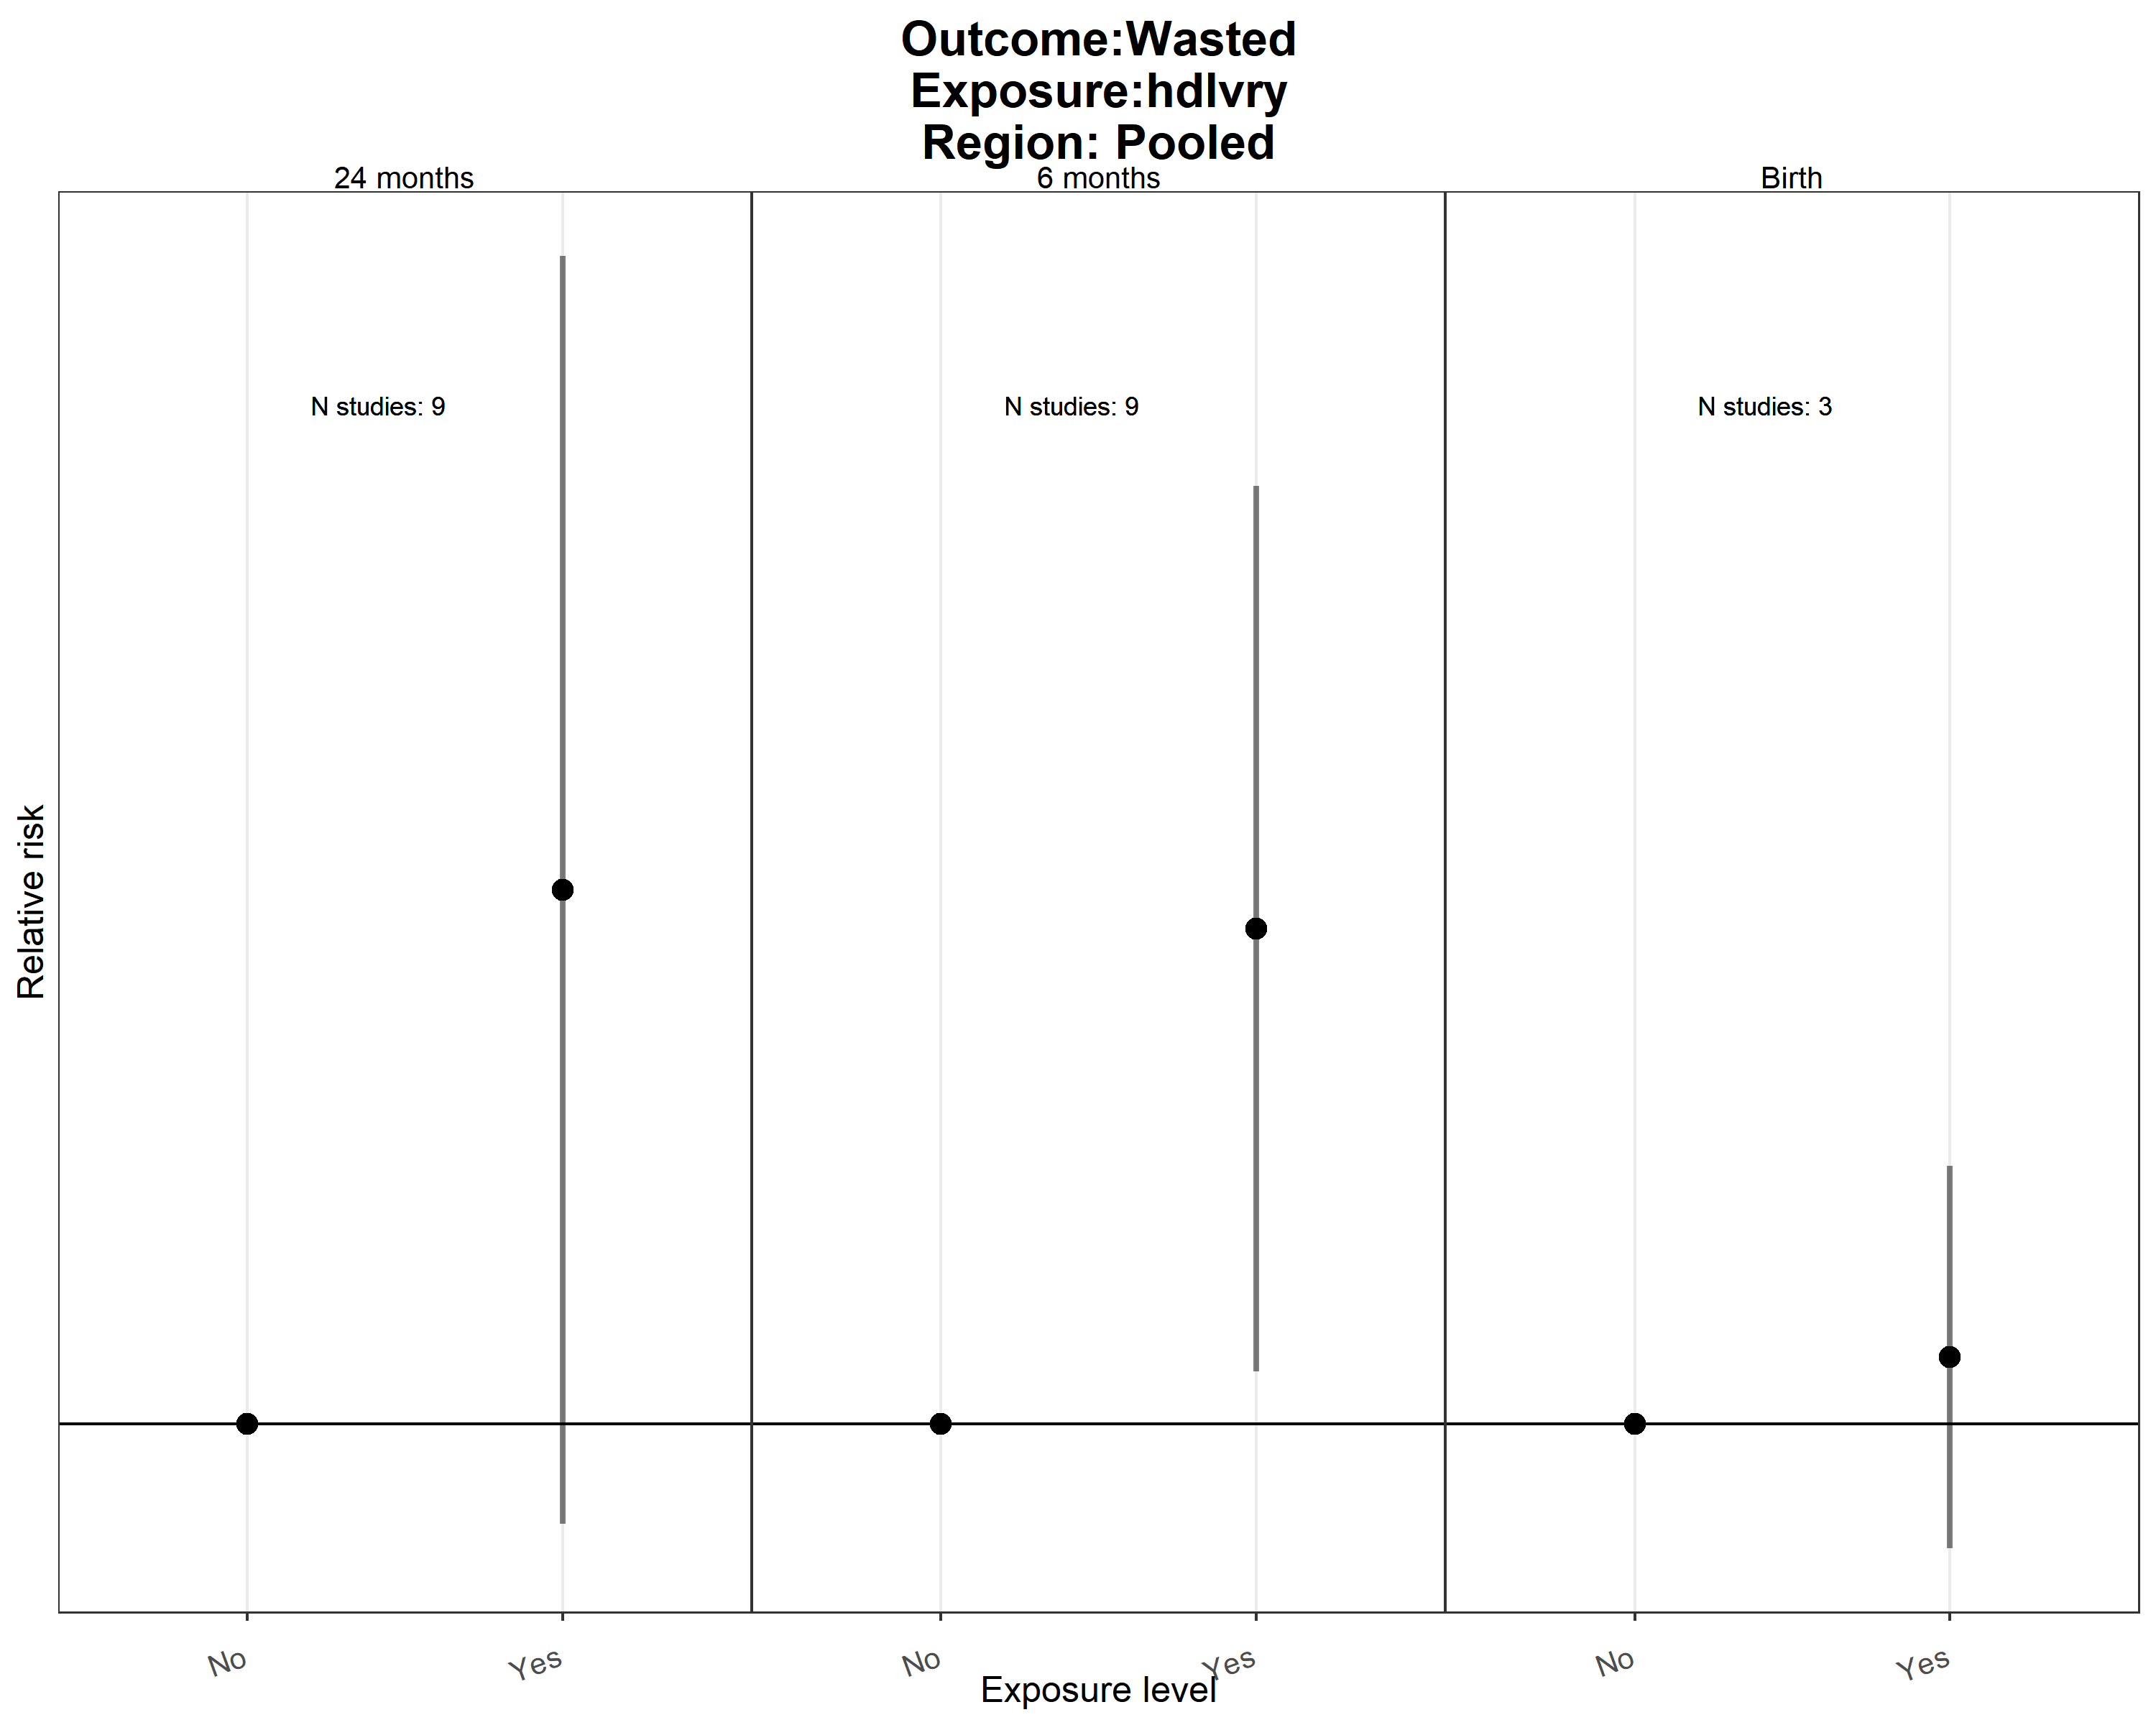 Outcome:Wasted
Exposure:hdlvry
Region: Pooled
24 months
6 months
Birth
N studies: 9
N studies: 9
N studies: 3
Relative risk
No
Yes
No
Yes
No
Yes
Exposure level